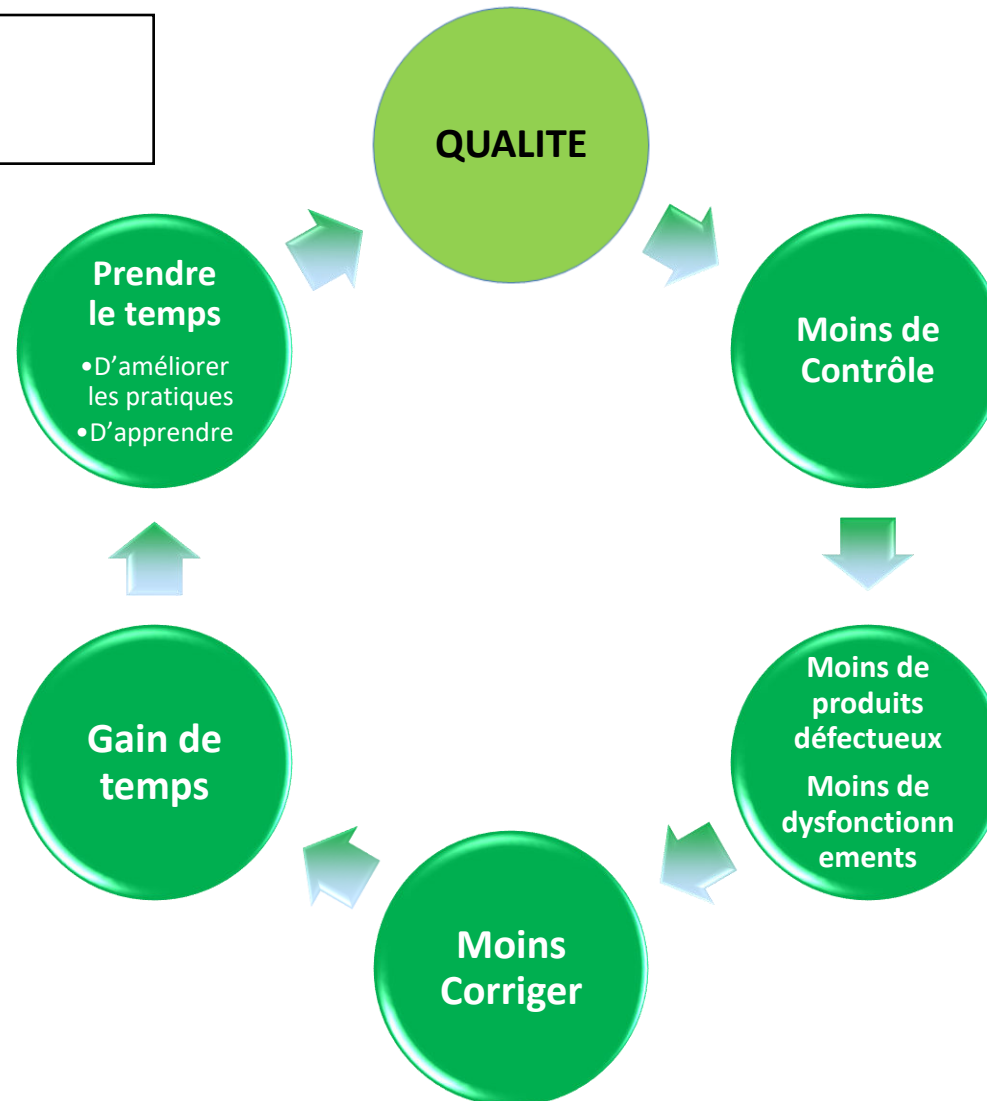 QUALITE
Moins de
Contrôle
Moins de
produits
défectueux
Moins de
dysfonctionn
ements
Moins
Corriger
Gain de
temps
Prendre
le temps
•D’améliorer
les pratiques
•D’apprendre